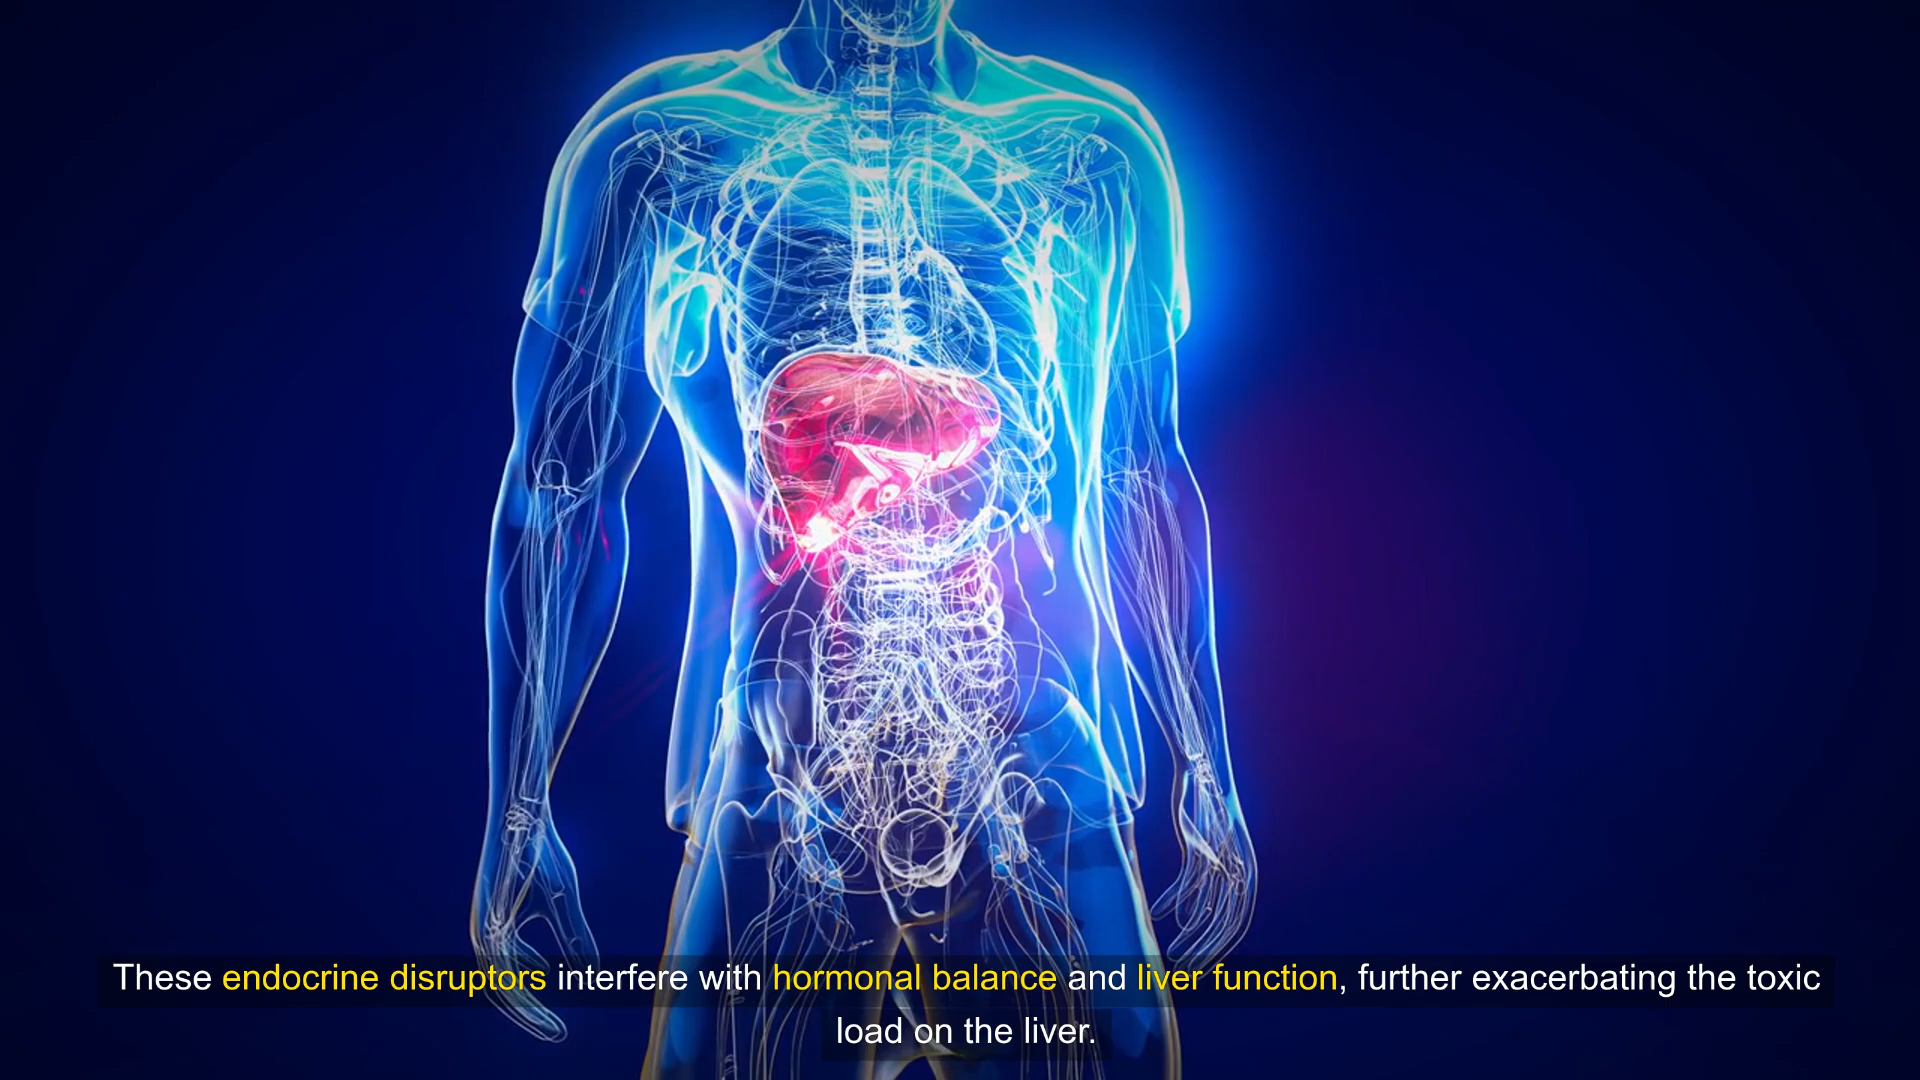 These endocrine disruptors interfere with hormonal balance and liver function, further exacerbating the toxic
load on the liver.